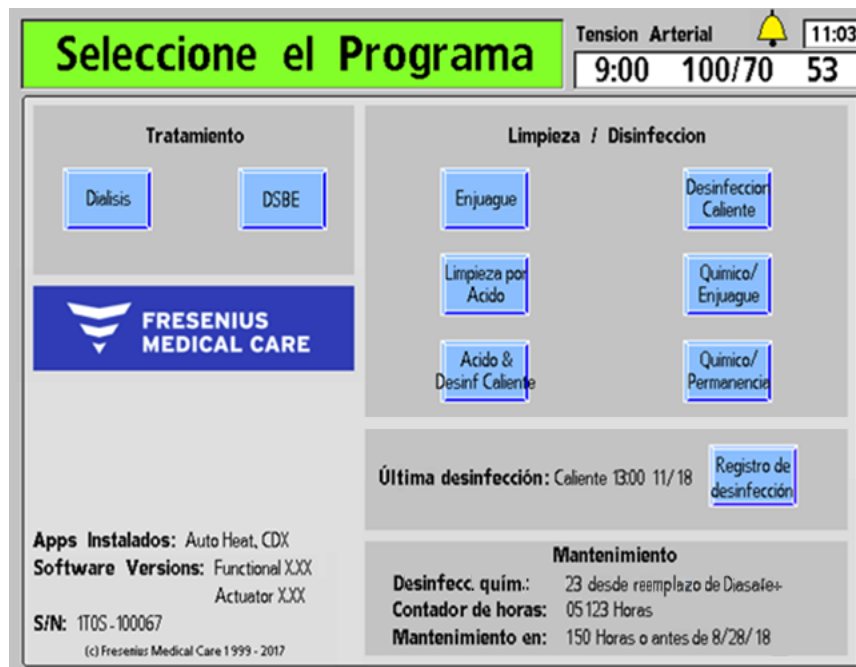 Seleccione el Programa
Tension Arterial
11:03
9:00 100/70 53
Tratamiento
Dialisis
DSBE
FRESENIUS
MEDICAL CARE
Limpieza / Disinfeccion
Enjuague
Desinfeccion
Caliente
Limpieza por
Acido
Quimico/
Enjuague
Acido &
Desinf Caliente
Quimico/
Permanencia
Última desinfección: Caliente 13:00 11/18
Registro de
desinfección
Apps Instalados: Auto Heat, CDX
Software Versions: Functional X.XX
Actuator X.XX
S/N: 1T0S-100067
(c) Fresenius Medical Care 1999 - 2017
Mantenimiento
Desinfecc. quím.: 23 desde reemplazo de Diasafe+
Contador de horas: 05123 Horas
Mantenimiento en: 150 Horas o antes de 8/28/18